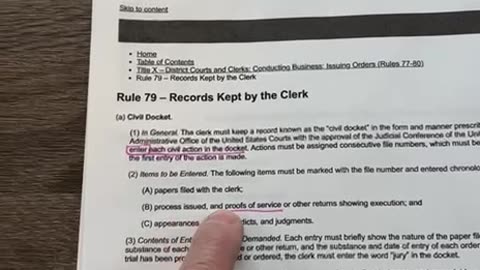 Skip to content
• Home
• Table of Contents
• Title X – District Courts and Clerks: Conducting Business; Issuing Orders (Rules 77-80)
• Rule 79 – Records Kept by the Clerk
Rule 79 – Records Kept by the Clerk
(a) Civil Docket.
(1) In General. The clerk must keep a record known as the "civil docket" in the form and manner
Administrative Office of the United States Courts with the approval of the Judicial Conference of the
enter each civil action in the docket. Actions must be assigned consecutive file numbers, which must
the first entry of the action is made.
(2) Items to be Entered. The following items must be marked with the file number and entered
(A) papers filed with the clerk;
(B) process issued, and proofs of service or other returns showing execution; and
(C) appearances, and judgments.
(3) Contents of Demanded. Each entry must briefly show the nature of the paper
substance of each or other return, and the substance and date of entry of each
trial has been or ordered, the clerk must enter the word "jury" in the docket.